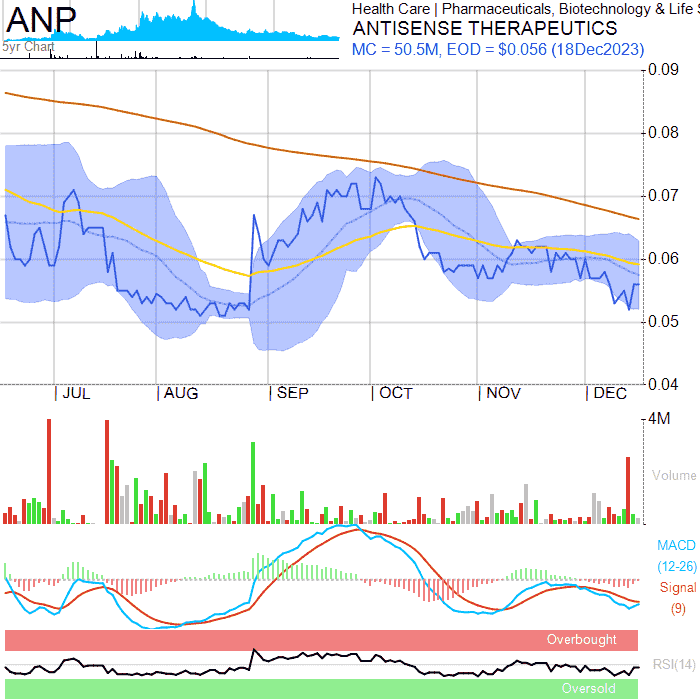 ANP
5yr Chart
Health Care | Pharmaceuticals, Biotechnology & Life S
ANTISENSE THERAPEUTICS
MC = 50.5M, EOD = $0.056 (18Dec2023)
0.09
0.08
0.07
0.06
0.05
0.04
JUL AUG SEP OCT NOV DEC
4M
Volume
MACD
(12-26)
Signal
(9)
Overbought
RSI(14)
Oversold